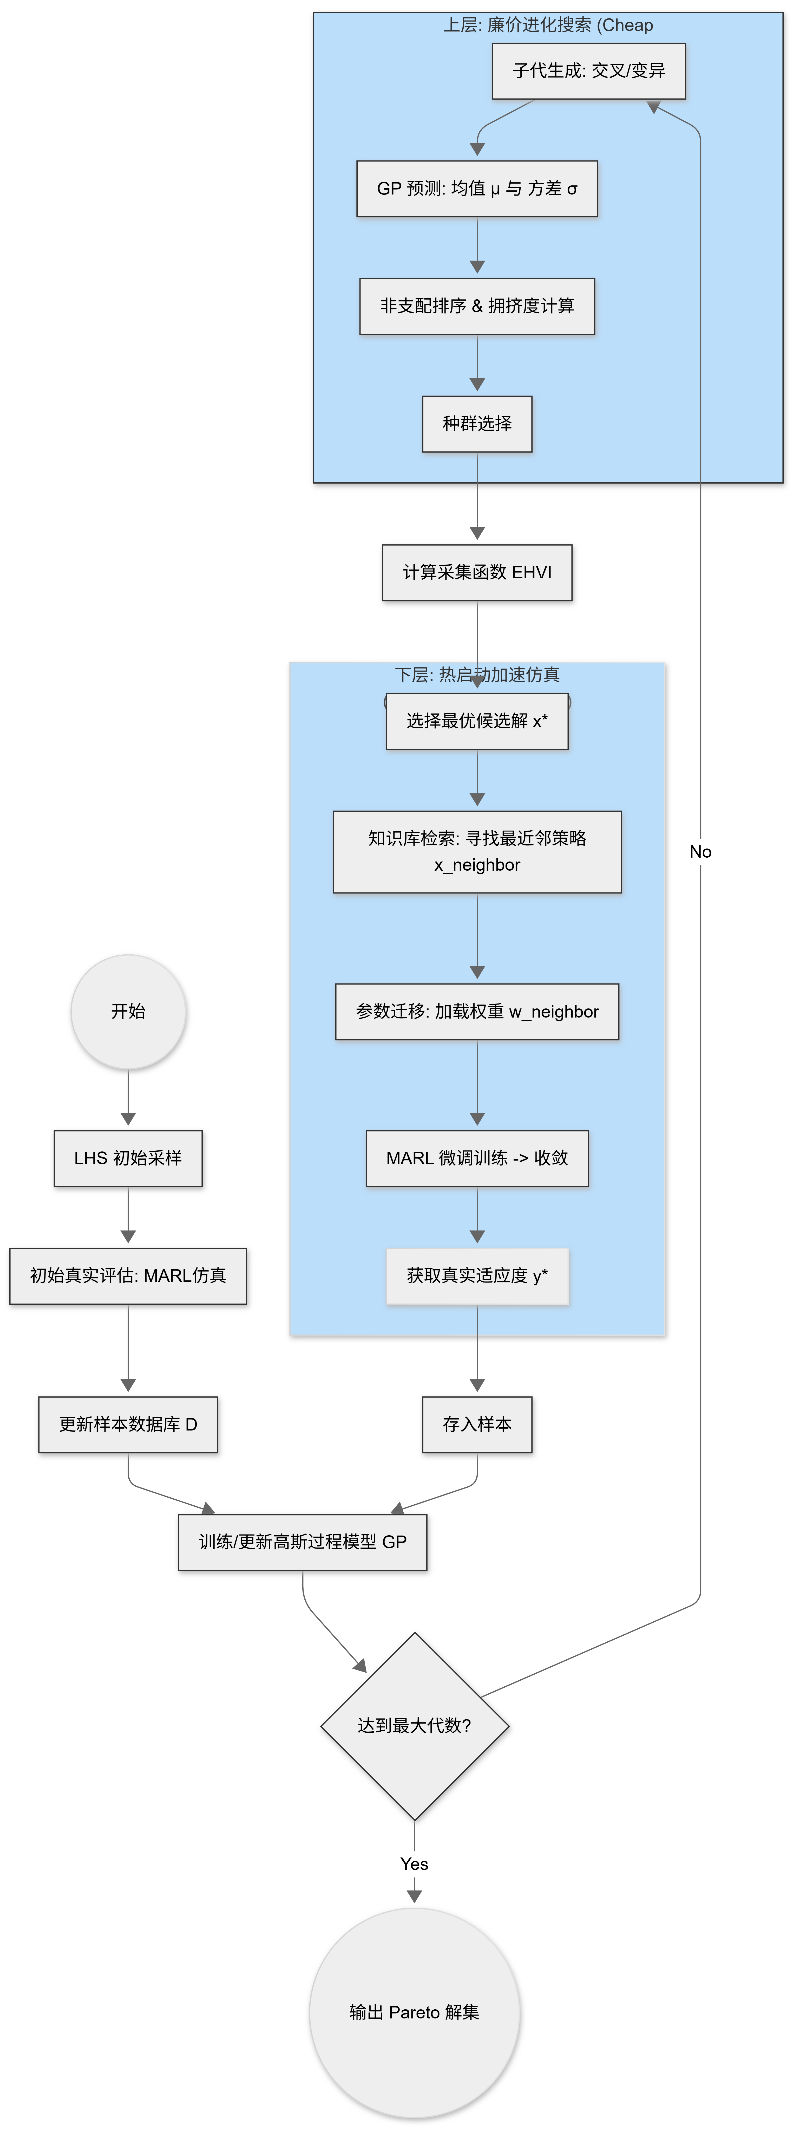 上层: 廉价进化搜索 (Cheap
子代生成: 交叉/变异
GP 预测: 均值 μ 与 方差 σ
非支配排序 & 拥挤度计算
种群选择
计算采集函数 EHVI
下层: 热启动加速仿真
选择最优候选解 x*
知识库检索: 寻找最近邻策略
x_neighbor
No
参数迁移: 加载权重 w_neighbor
开始
LHS 初始采样
MARL 微调训练 -> 收敛
初始真实评估: MARL仿真
获取真实适应度 y*
更新样本数据库 D
存入样本
训练/更新高斯过程模型 GP
达到最大代数?
Yes
输出 Pareto 解集